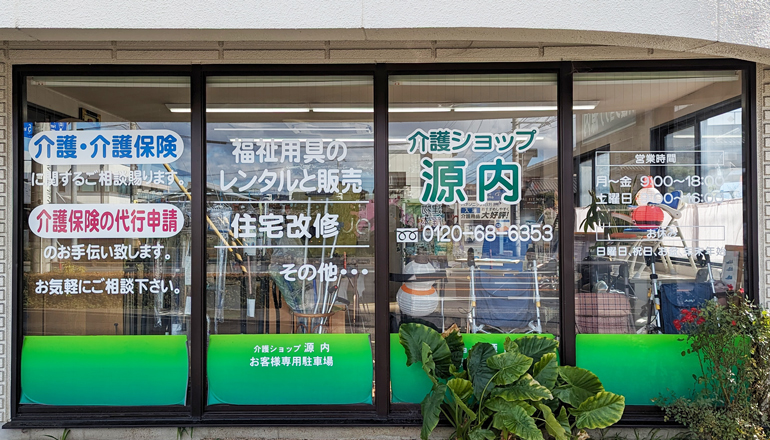 介護・介護保険
に関するご相談賜ります。
介護保険の代行申請
のお手伝い致します。
お気軽にご相談下さい。
福祉用具の
レンタルと販売
住宅改修
その他・・・
介護ショップ 源内
お客様専用駐車場
介護ショップ
源内
大好評!
0120-68-6353
営業時間
月〜金 9:00〜18:00
土曜日
日曜日、祝日